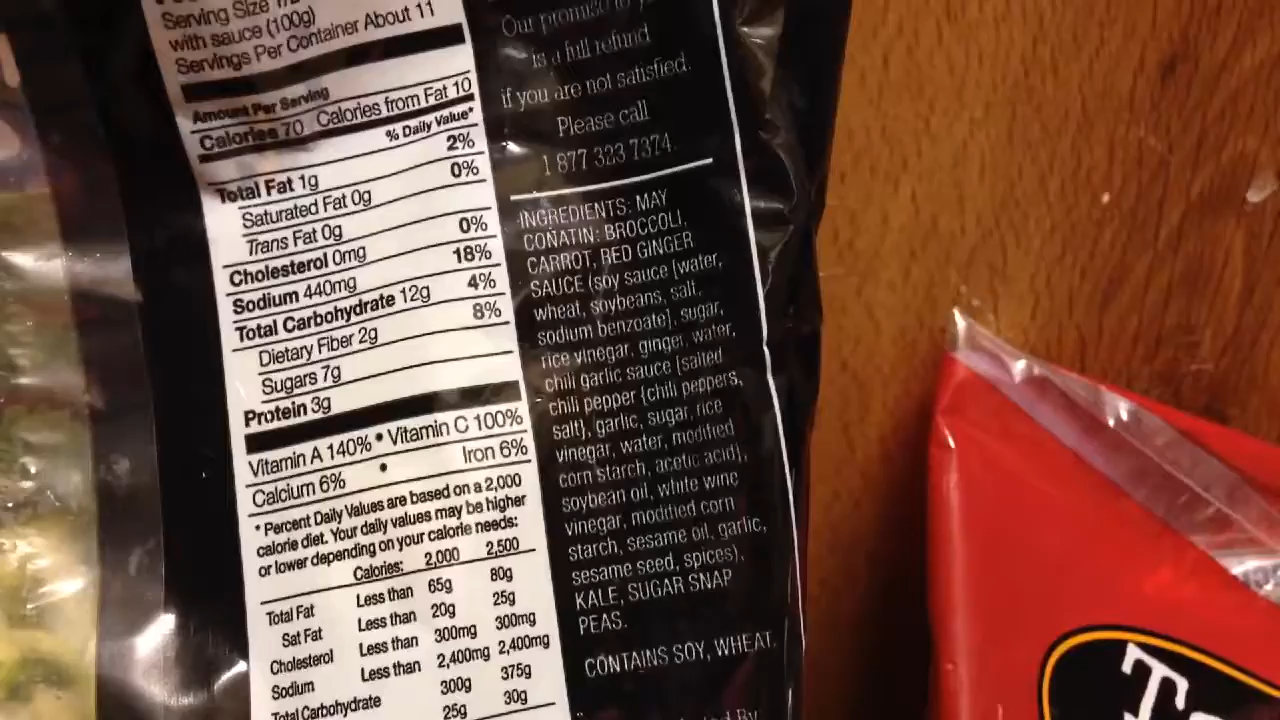 Serving Size
with sauce (100g)
Servings Per Container About 11
Amount Per Serving
Calories 70 Calories from Fat 10
% Daily Value*
Total Fat 1g 2%
Saturated Fat 0g 0%
Trans Fat 0g
Cholesterol 0mg 0%
Sodium 440mg 18%
Total Carbohydrate 12g 4%
Dietary Fiber 2g 8%
Sugars 7g
Protein 3g
Vitamin A 140% • Vitamin C 100%
Calcium 6% • Iron 6%
* Percent Daily Values are based on a 2,000
calorie diet. Your daily values may be higher
or lower depending on your calorie needs:
Calories: 2,000 2,500
Total Fat Less than 65g 80g
Sat Fat Less than 20g 25g
Cholesterol Less than 300mg 300mg
Sodium Less than 2,400mg 2,400mg
Total Carbohydrate 300g 375g
25g 30g
Our promise to
is a full refund
if you are not satisfied.
Please call
1 877 323 7374.
INGREDIENTS: MAY
COÑATIN: BROCCOLI,
CARROT, RED GINGER
SAUCE (soy sauce [water,
wheat, soybeans, salt,
sodium benzoate], sugar,
rice vinegar, ginger, water,
chili garlic sauce [salted
chili pepper {chili peppers,
salt}, garlic, sugar, rice
vinegar, water, modified
corn starch, acetic acid],
soybean oil, white wine
vinegar, modified corn
starch, sesame oil, garlic,
sesame seed, spices),
KALE, SUGAR SNAP
PEAS.
CONTAINS SOY, WHEAT.
By